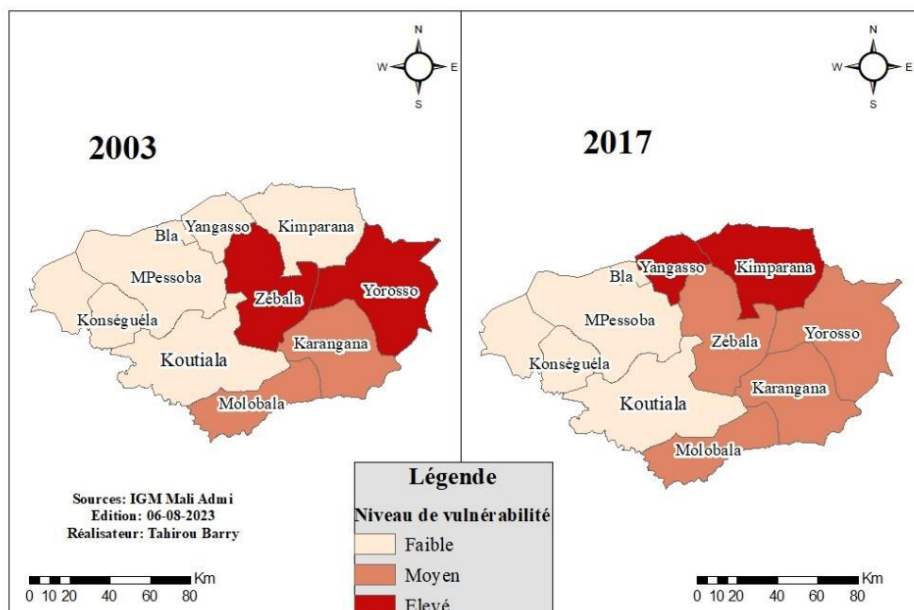 N
W E
S
2003
Yangasso
Kimparana
Bla
MPessoba
Zébala
Yorosso
Konséguéla
Karangana
Koutiala
Molobala
Sources: IGM Mali Admi
Edition: 06-08-2023
Réalisateur: Tahirou Barry
Km
0 10 20 40 60 80
N
W E
S
2017
Yangasso
Kimparana
Bla
MPessoba
Zébala
Yorosso
Konséguéla
Karangana
Koutiala
Molobala
Km
0 10 20 40 60 80
Légende
Niveau de vulnérabilité
Faible
Moyen
Elevé